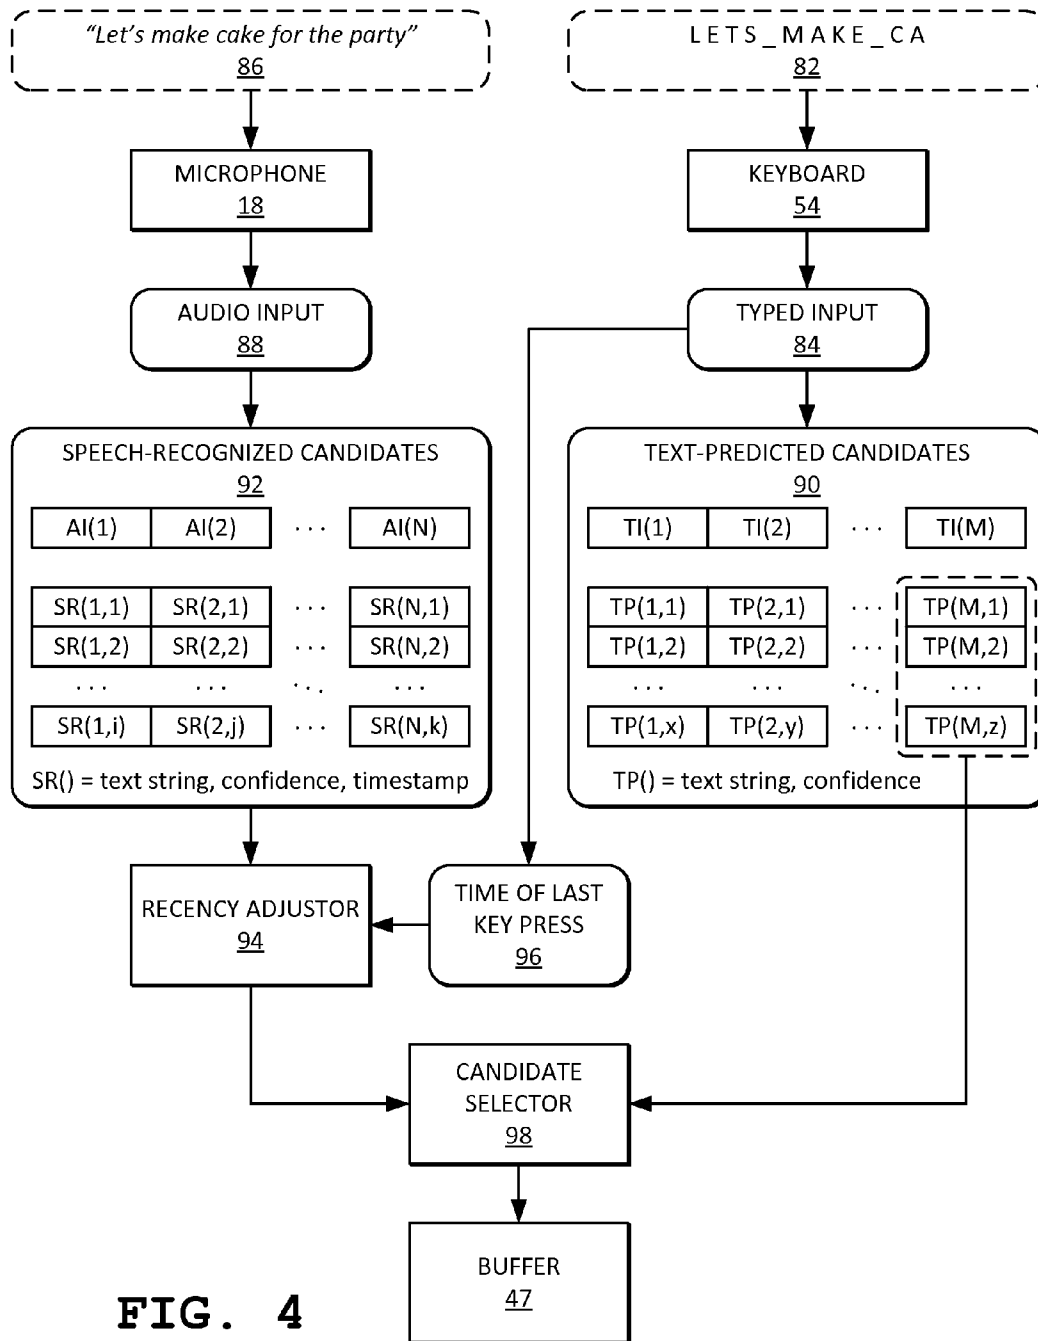 “Let’s make cake for the party”
86
L E T S _ M A K E _ C A
82
MICROPHONE
18
KEYBOARD
54
AUDIO INPUT
88
TYPED INPUT
84
SPEECH-RECOGNIZED CANDIDATES
92
AI(1) AI(2) · · · AI(N)
SR(1,1) SR(2,1) · · · SR(N,1)
SR(1,2) SR(2,2) · · · SR(N,2)
· · · · · · · . . · · ·
SR(1,i) SR(2,j) · · · SR(N,k)
SR() = text string, confidence, timestamp
TEXT-PREDICTED CANDIDATES
90
TI(1) TI(2) · · · TI(M)
TP(1,1) TP(2,1) · · · TP(M,1)
TP(1,2) TP(2,2) · · · TP(M,2)
· · · · · · · . . · · ·
TP(1,x) TP(2,y) · · · TP(M,z)
TP() = text string, confidence
RECENCY ADJUSTOR
94
TIME OF LAST
KEY PRESS
96
CANDIDATE
SELECTOR
98
BUFFER
47
FIG. 4